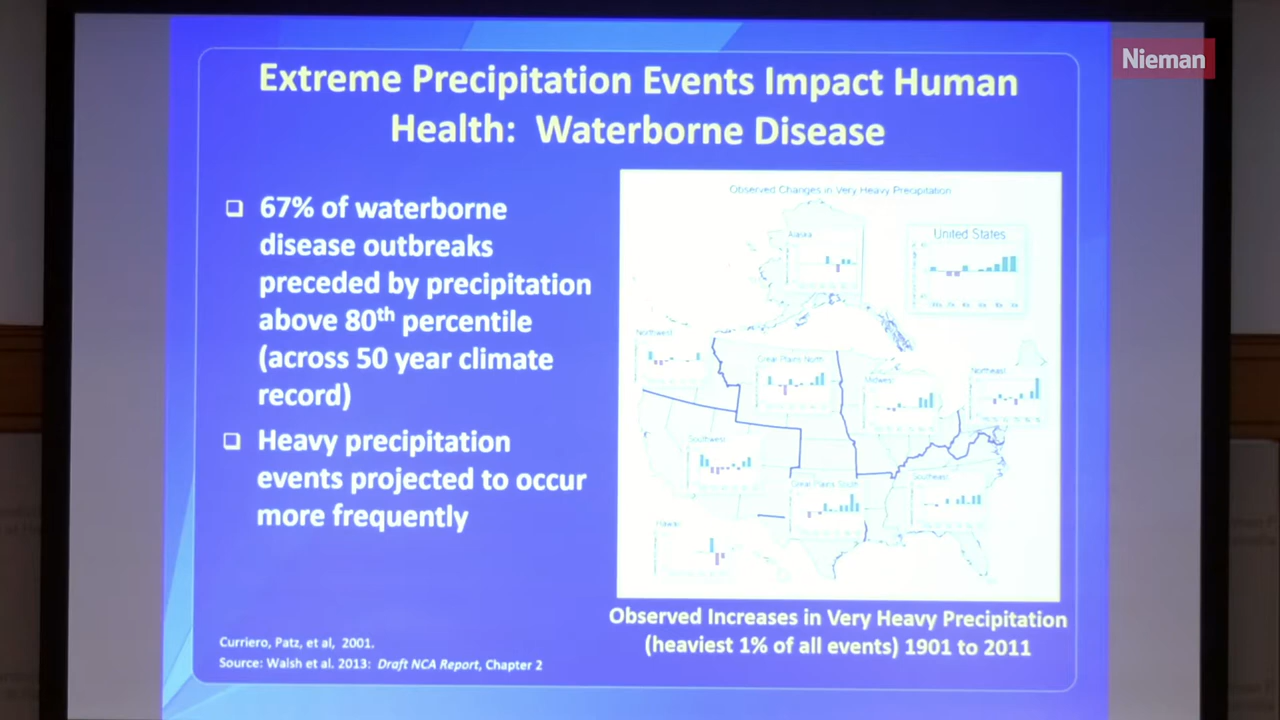 Nieman
Extreme Precipitation Events Impact Human
Health: Waterborne Disease
❑ 67% of waterborne
disease outbreaks
preceded by precipitation
above 80th percentile
(across 50 year climate
record)
❑ Heavy precipitation
events projected to occur
more frequently
Observed Changes in Very Heavy Precipitation
Alaska
United States
Northwest
Great Plains North
Midwest
Northeast
Southwest
Great Plains South
Southeast
Hawaii
Observed Increases in Very Heavy Precipitation
(heaviest 1% of all events) 1901 to 2011
Curriero, Patz, et al, 2001.
Source: Walsh et al. 2013: Draft NCA Report, Chapter 2